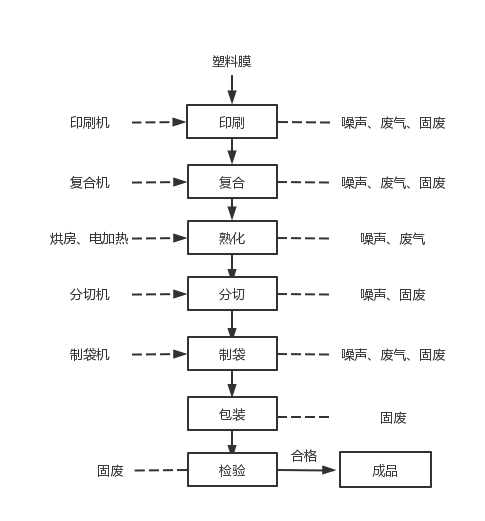 塑料膜
印刷机 印刷 噪声、废气、固废
复合机 复合 噪声、废气、固废
烘房、电加热 熟化 噪声、废气
分切机 分切 噪声、固废
制袋机 制袋 噪声、废气、固废
包装 固废
合格
固废 检验 成品